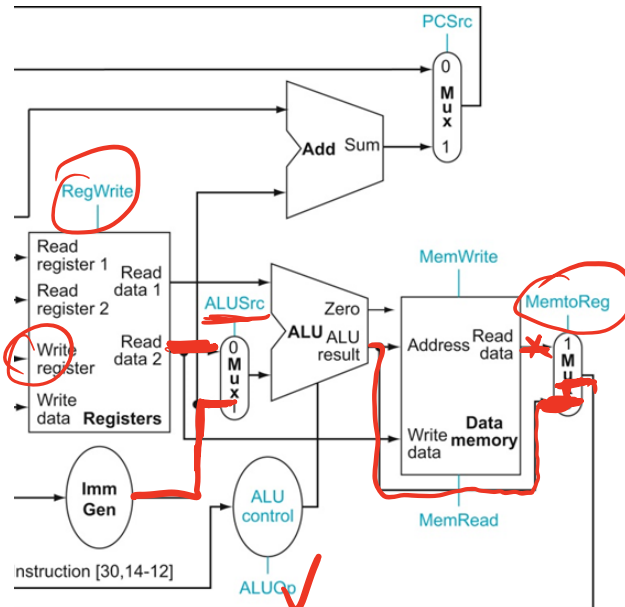 PCSrc
0
Mux
1
Add Sum
RegWrite
Read register 1
Read data 1
Read register 2
Read data 2
Write register
Write data
Registers
ALUSrc
0
Mux
ALU
Zero
ALU result
MemWrite
Address
Read data
Write data
Data memory
MemRead
MemtoReg
1
Imm Gen
ALU control
ALUOp
nstruction [30,14-12]